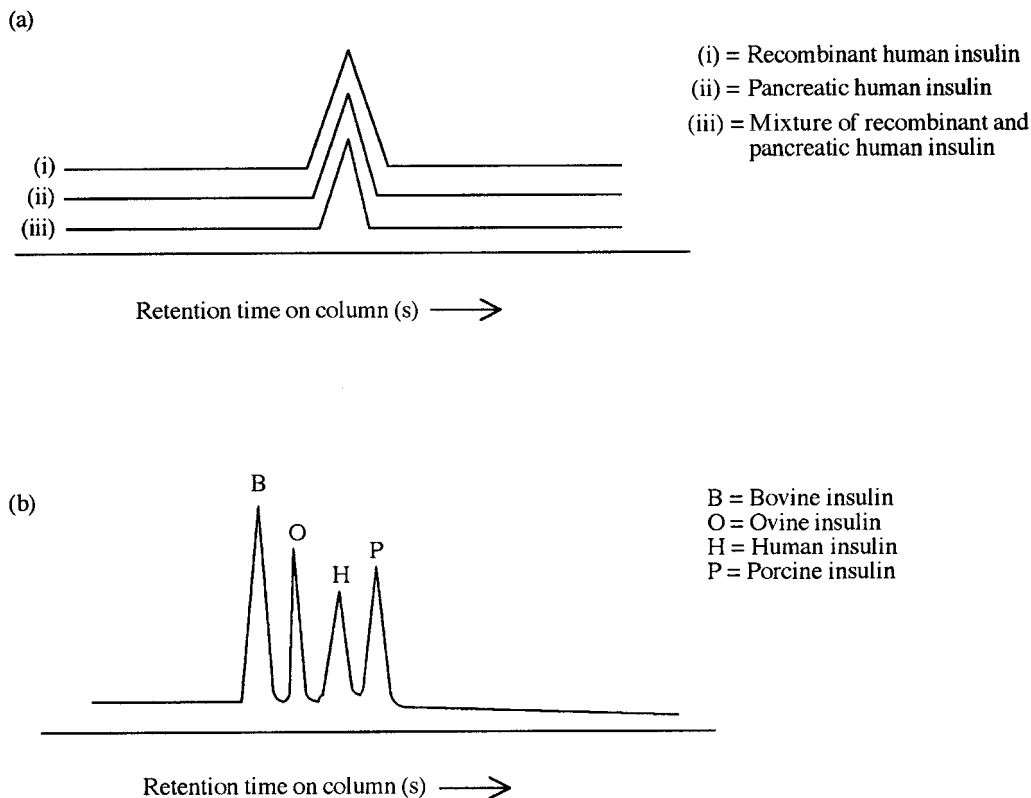 (a)
(i) = Recombinant human insulin
(ii) = Pancreatic human insulin
(iii) = Mixture of recombinant and
pancreatic human insulin
(i)
(ii)
(iii)
Retention time on column (s)
(b)
B
O
H
P
B = Bovine insulin
O = Ovine insulin
H = Human insulin
P = Porcine insulin
Retention time on column (s)